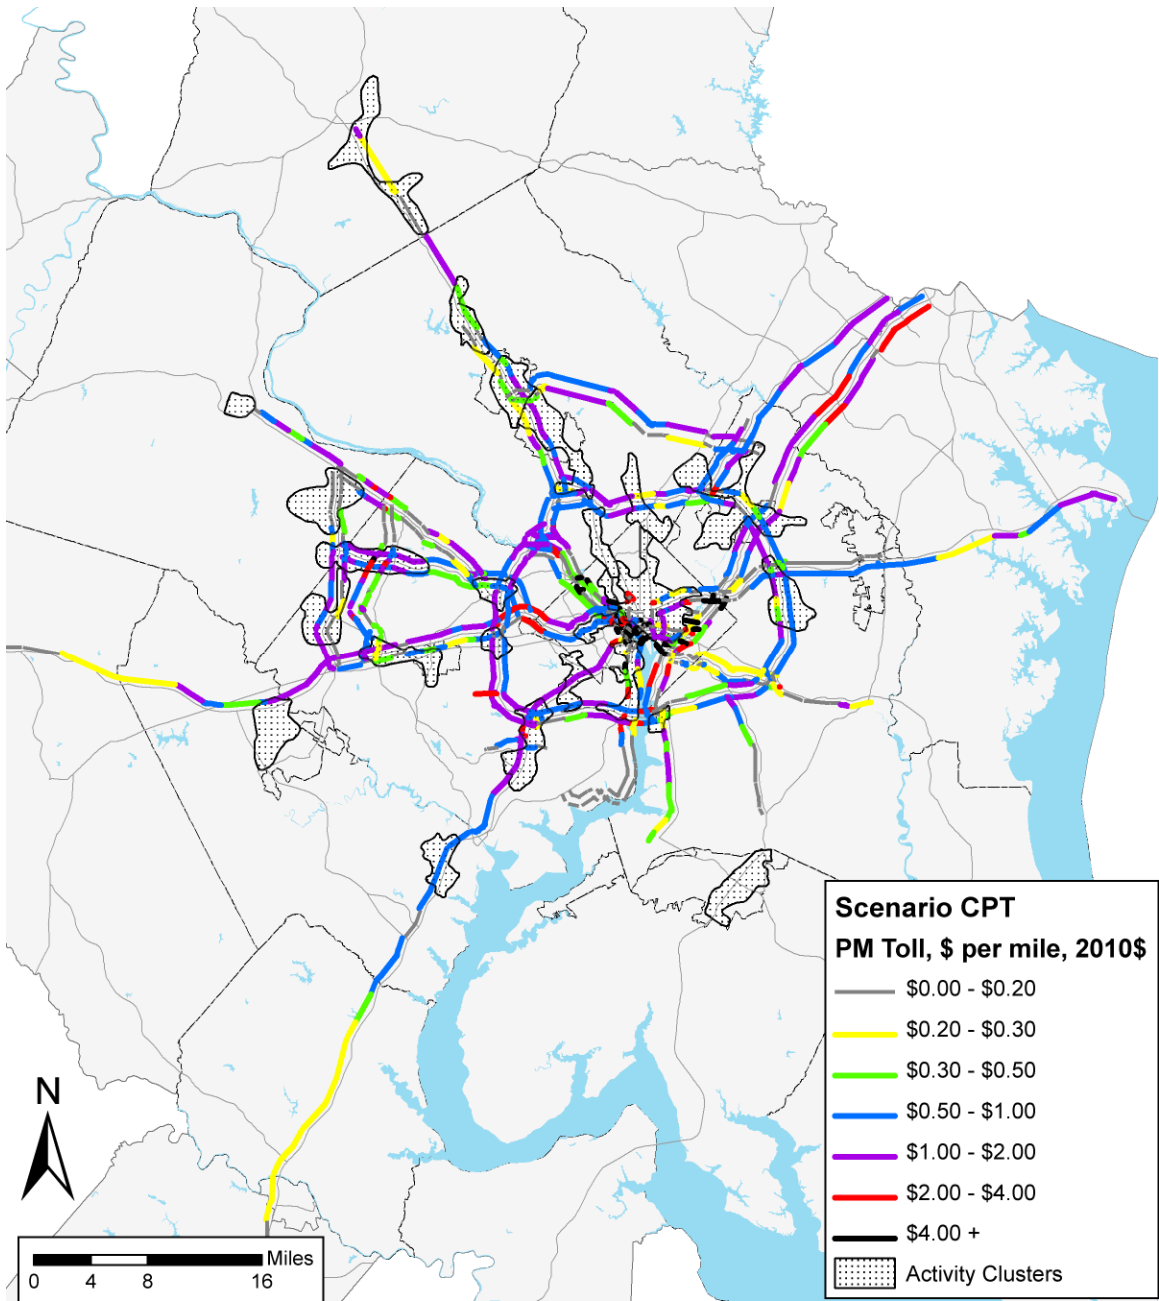 Scenario CPT
PM Toll, $ per mile, 2010$
$0.00 - $0.20
$0.20 - $0.30
$0.30 - $0.50
$0.50 - $1.00
$1.00 - $2.00
$2.00 - $4.00
$4.00 +
Activity Clusters
N
Miles
0 4 8 16